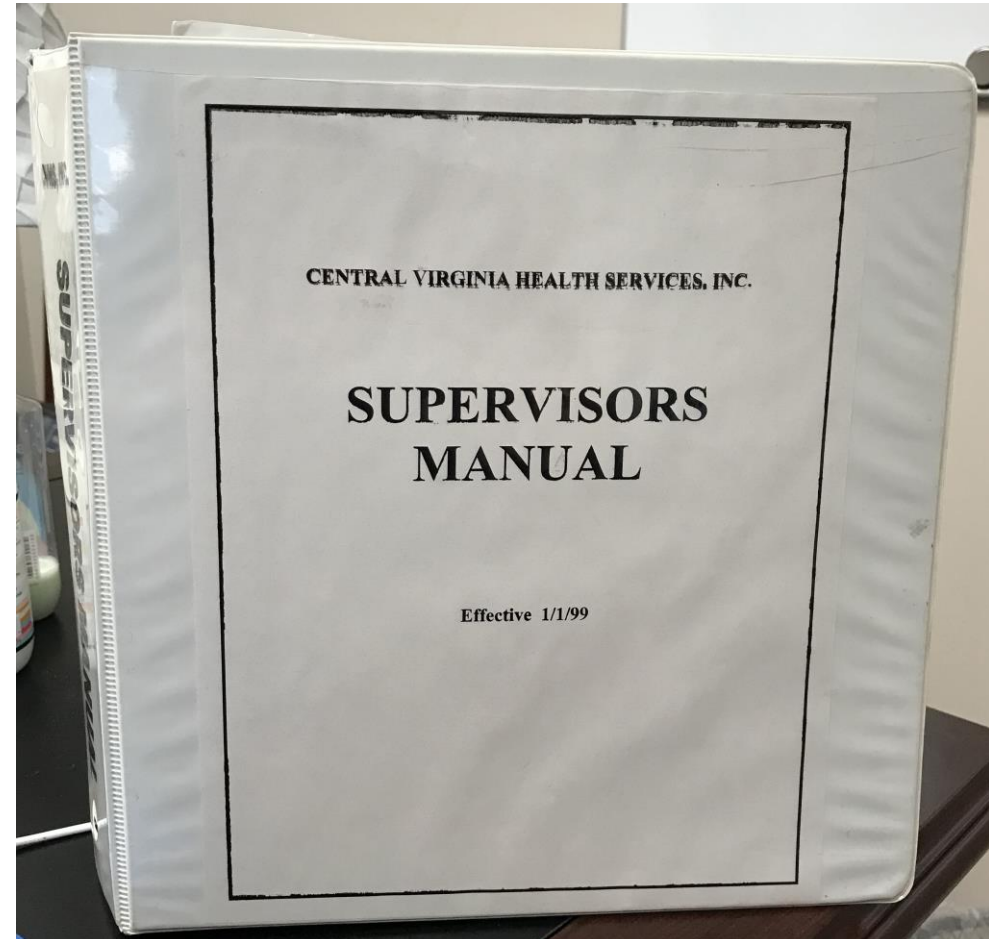 CENTRAL VIRGINIA HEALTH SERVICES, INC.
SUPERVISORS
MANUAL
Effective 1/1/99
SUPERVISORS MANUAL